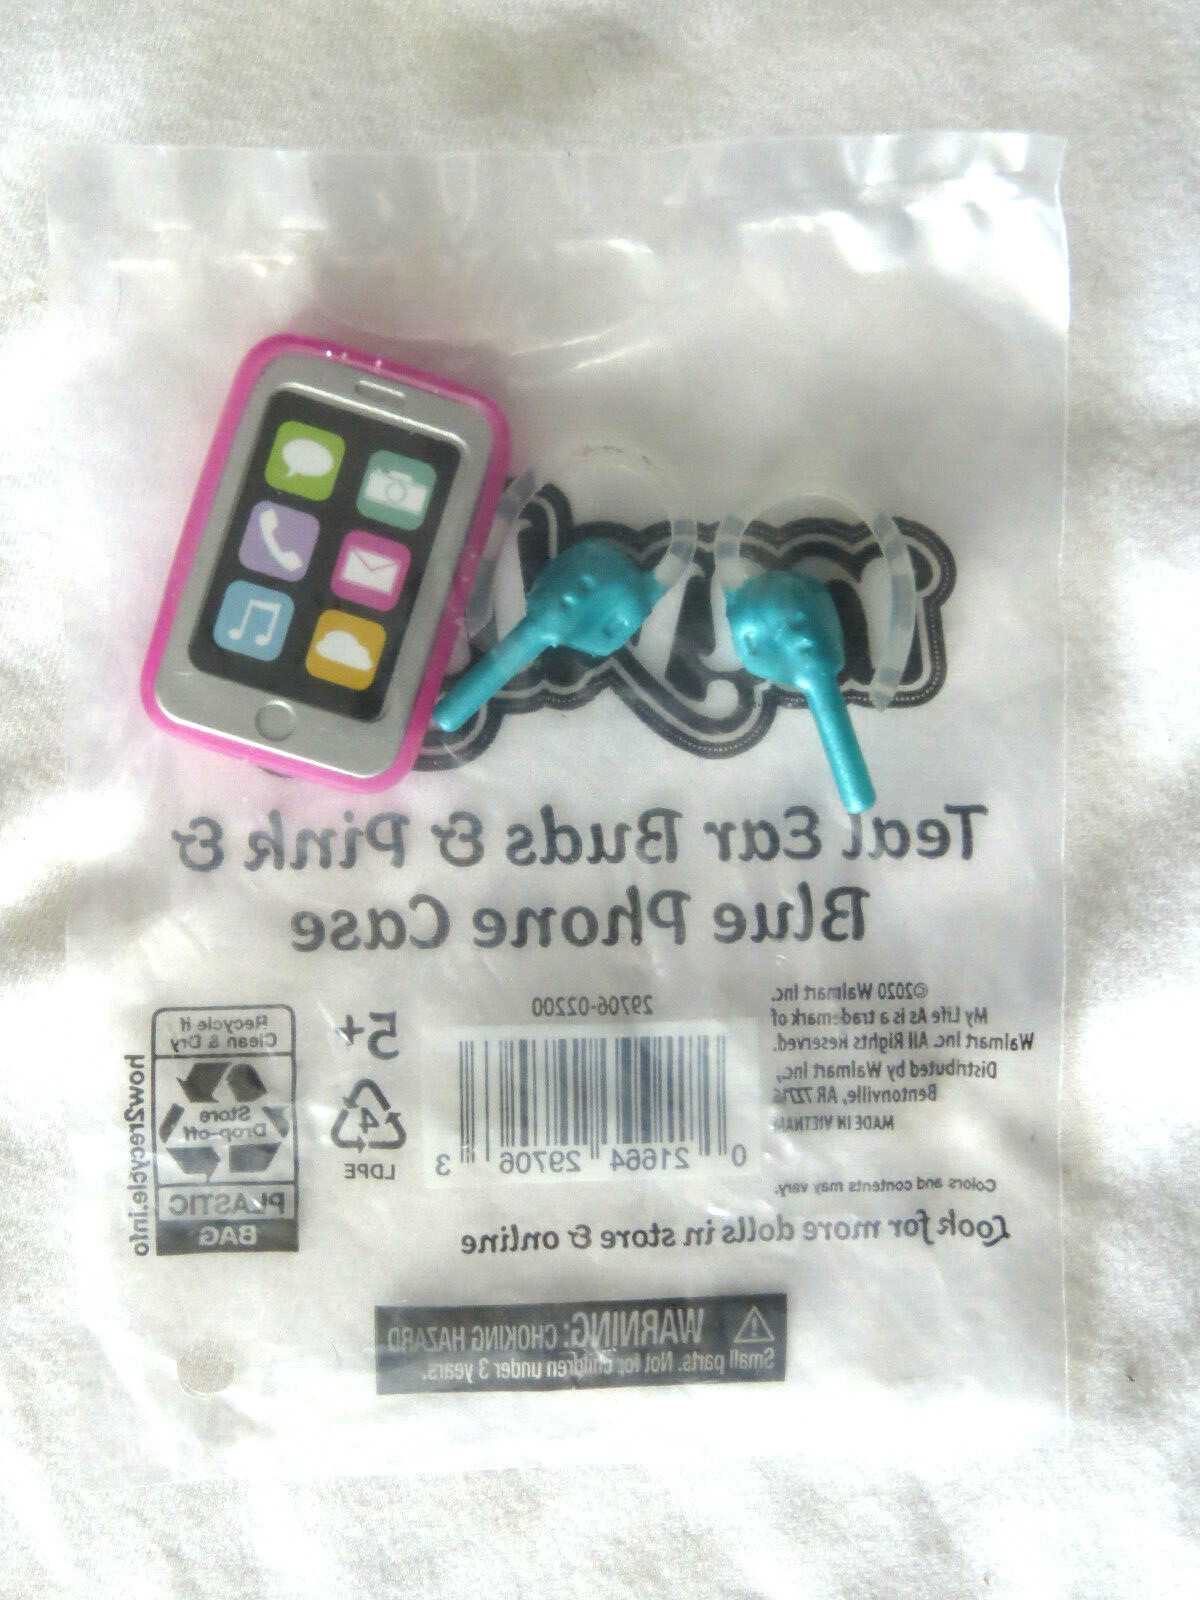 my
Teal Ear Buds & Pink &
Blue Phone Case
©2020 Walmart Inc.
My Life As is a trademark of
Walmart Inc. All Rights Reserved.
Distributed by Walmart Inc.,
Bentonville, AR
MADE IN VIETNAM
29706-02200
0 21664 29706 3
5+
4
LDPE
Recycle if
Clean & Dry
Store
Drop-off
PLASTIC
BAG
how2recycle.info
Colors and contents may vary.
Look for more dolls in store & online
WARNING: CHOKING HAZARD
Small parts. Not for children under 3 years.